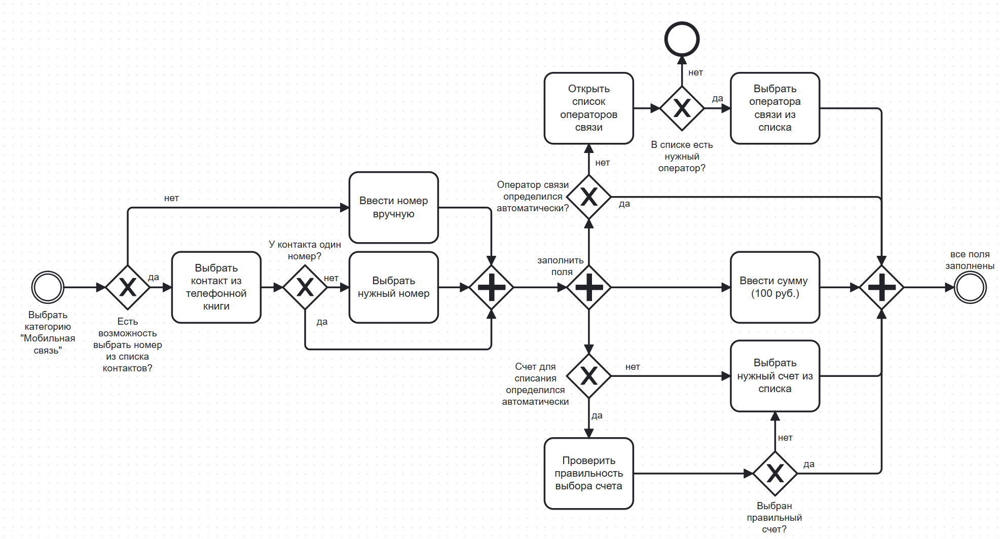 Выбрать
категорию
"Мобильная
связь"
Есть
возможность
выбрать номер
из списка
контактов?
нет
да
Выбрать
контакт из
телефонной
книги
У контакта один
номер?
нет
да
Ввести номер
вручную
Выбрать
нужный номер
заполнить
поля
Оператор связи
определился
автоматически?
нет
да
Открыть
список
операторов
связи
В списке есть
нужный
оператор?
нет
да
Выбрать
оператора
связи из
списка
Ввести сумму
(100 руб.)
Счет для
списания
определился
автоматически
нет
да
Выбрать
нужный счет из
списка
Проверить
правильность
выбора счета
нет
да
Выбран
правильный
счет?
все поля
заполнены